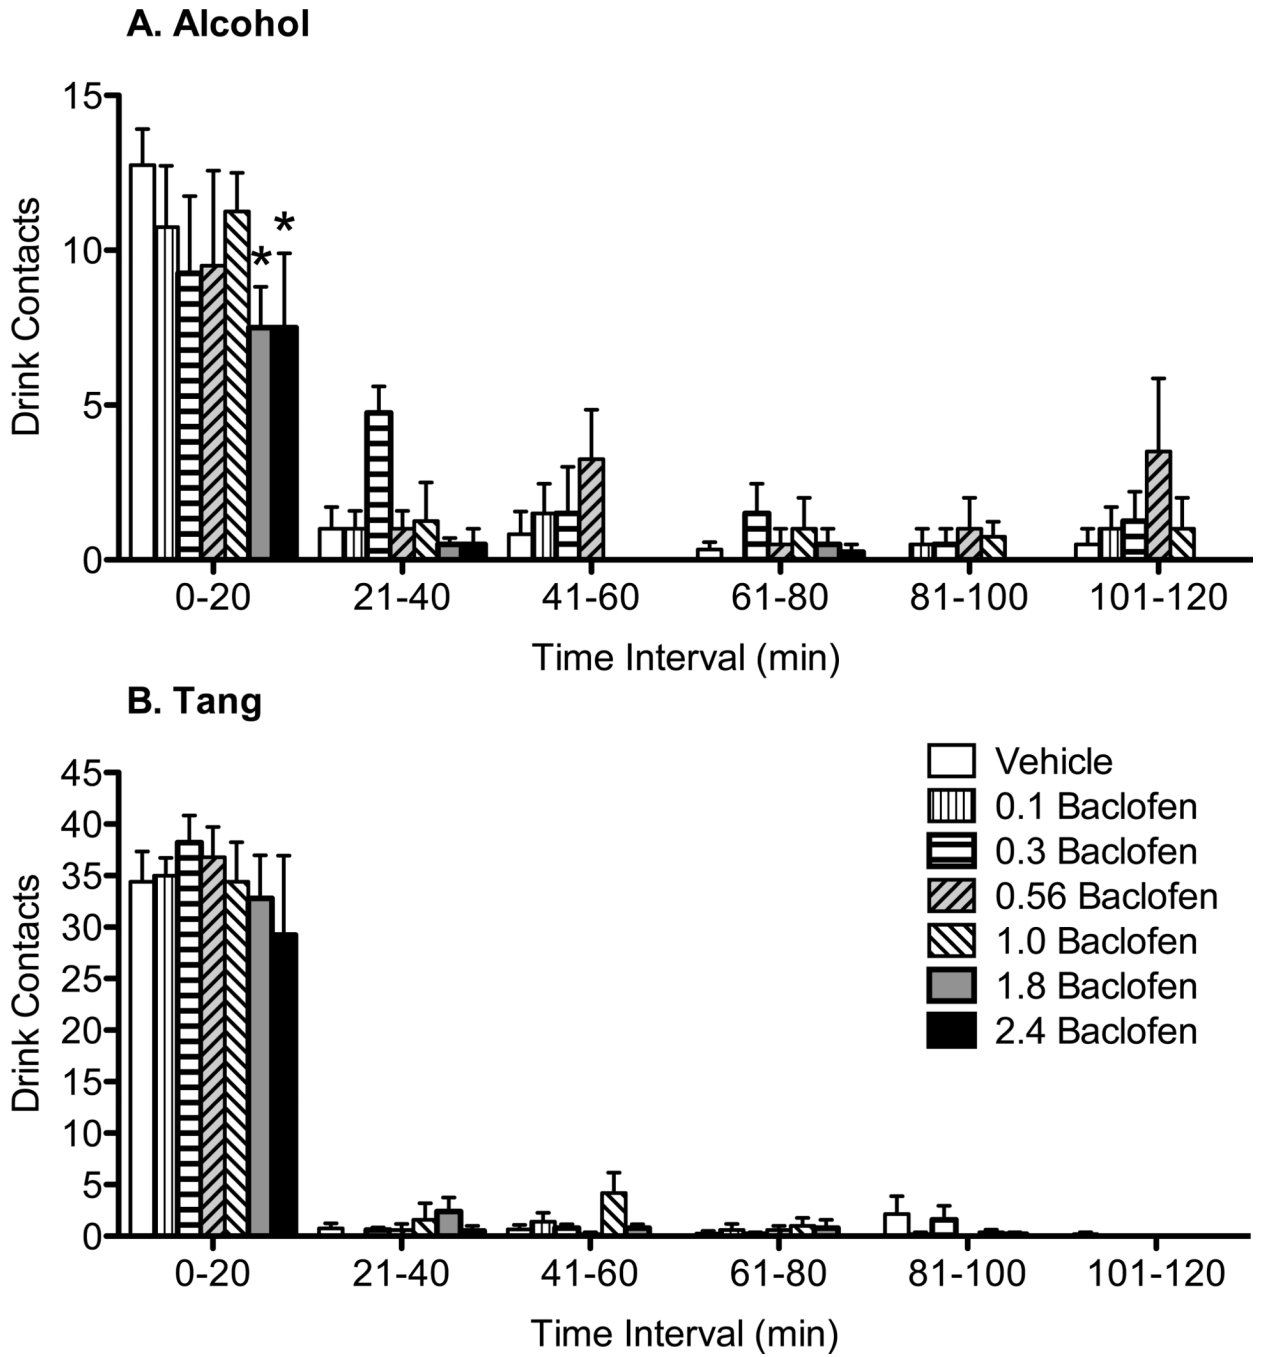 A. Alcohol
15
10
5
0
Drink Contacts
* *
0-20 21-40 41-60 61-80 81-100 101-120
Time Interval (min)
B. Tang
45
40
35
30
25
20
15
10
5
0
Drink Contacts
Vehicle
0.1 Baclofen
0.3 Baclofen
0.56 Baclofen
1.0 Baclofen
1.8 Baclofen
2.4 Baclofen
0-20 21-40 41-60 61-80 81-100 101-120
Time Interval (min)